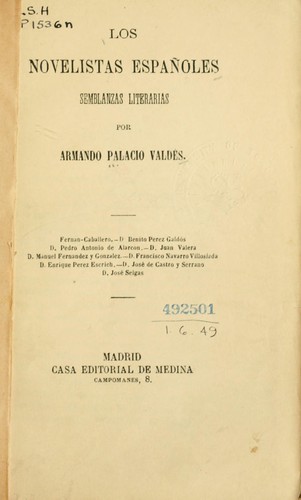 .S.H
P1536n
LOS
NOVELISTAS ESPAÑOLES
SEMBLANZAS LITERARIAS
POR
ARMANDO PALACIO VALDÉS.
Fernan-Caballero.—D Benito Perez Galdós
D. Pedro Antonio de Alarcon.—D. Juan Valera
D. Manuel Fernandez y Gonzalez.—D. Francisco Navarro Villoslada
D. Enrique Perez Escrich.—D. José de Castro y Serrano
D. José Selgas
492501
1.6.49
MADRID
CASA EDITORIAL DE MEDINA
CAMPOMANES, 8.